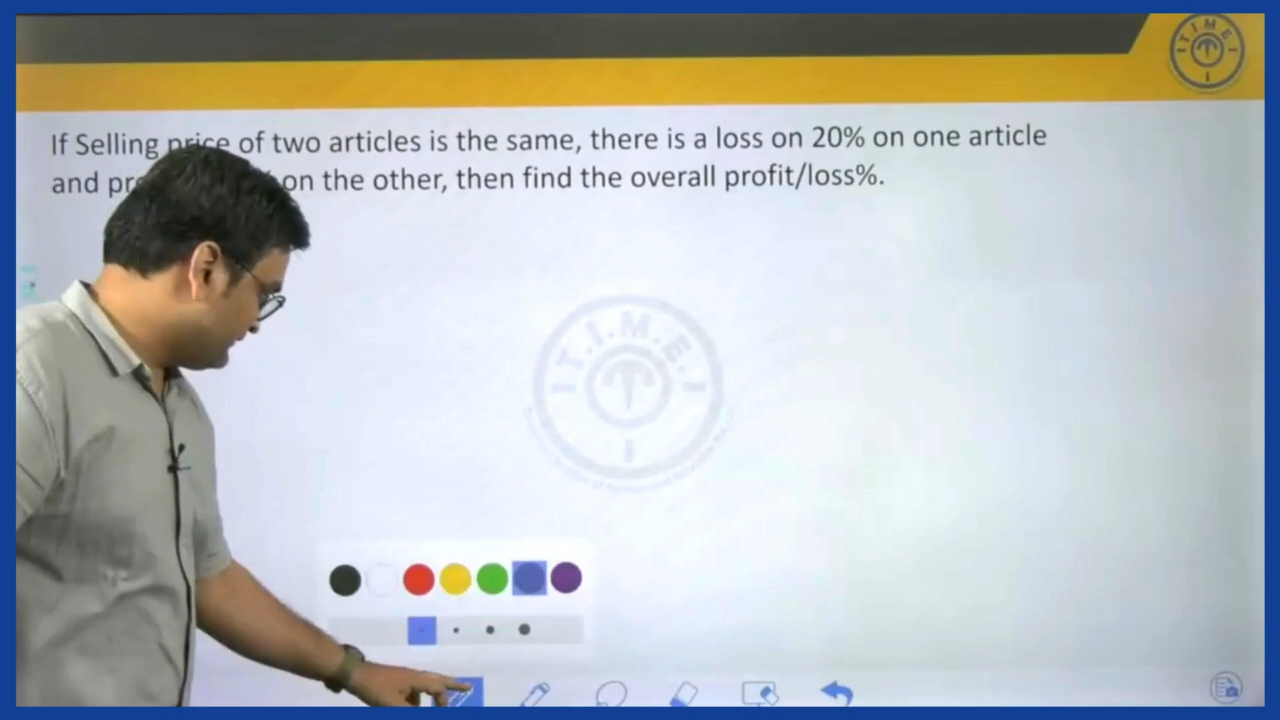 T.I.M.E.
If Selling price of two articles is the same, there is a loss on 20% on one article
and on the other, then find the overall profit/loss%.
T.I.M.E.